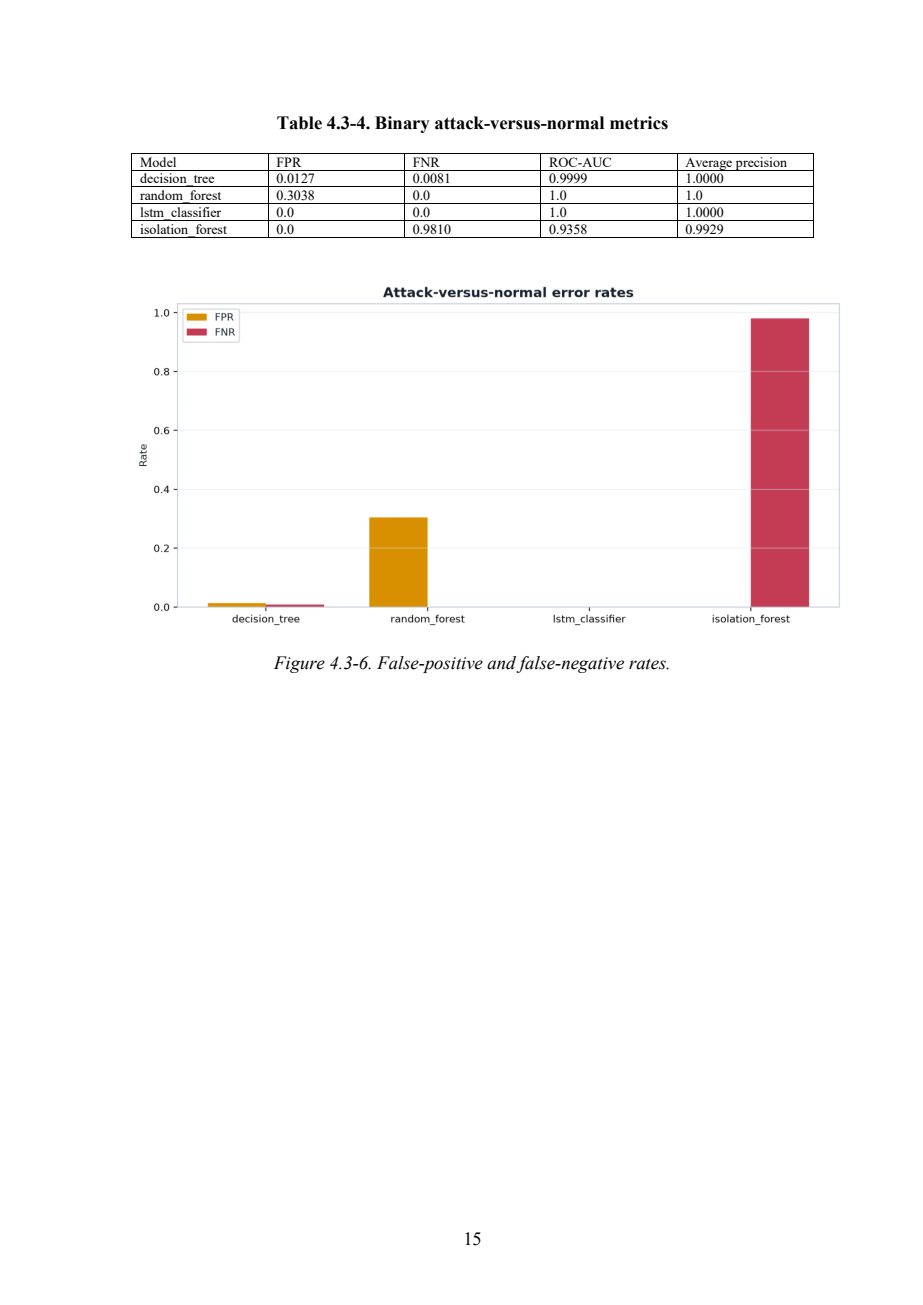 Table 4.3-4. Binary attack-versus-normal metrics
Model FPR FNR ROC-AUC Average precision
decision_tree 0.0127 0.0081 0.9999 1.0000
random_forest 0.3038 0.0 1.0 1.0
lstm_classifier 0.0 0.0 1.0 1.0000
isolation_forest 0.0 0.9810 0.9358 0.9929
Attack-versus-normal error rates
FPR
FNR
1.0
0.8
0.6
0.4
0.2
0.0
Rate
decision_tree random_forest lstm_classifier isolation_forest
Figure 4.3-6. False-positive and false-negative rates.
15